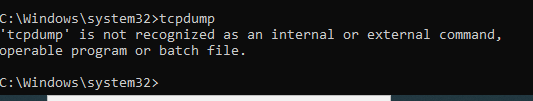 C:\Windows\system32>tcpdump
'tcpdump' is not recognized as an internal or external command,
operable program or batch file.
C:\Windows\system32>